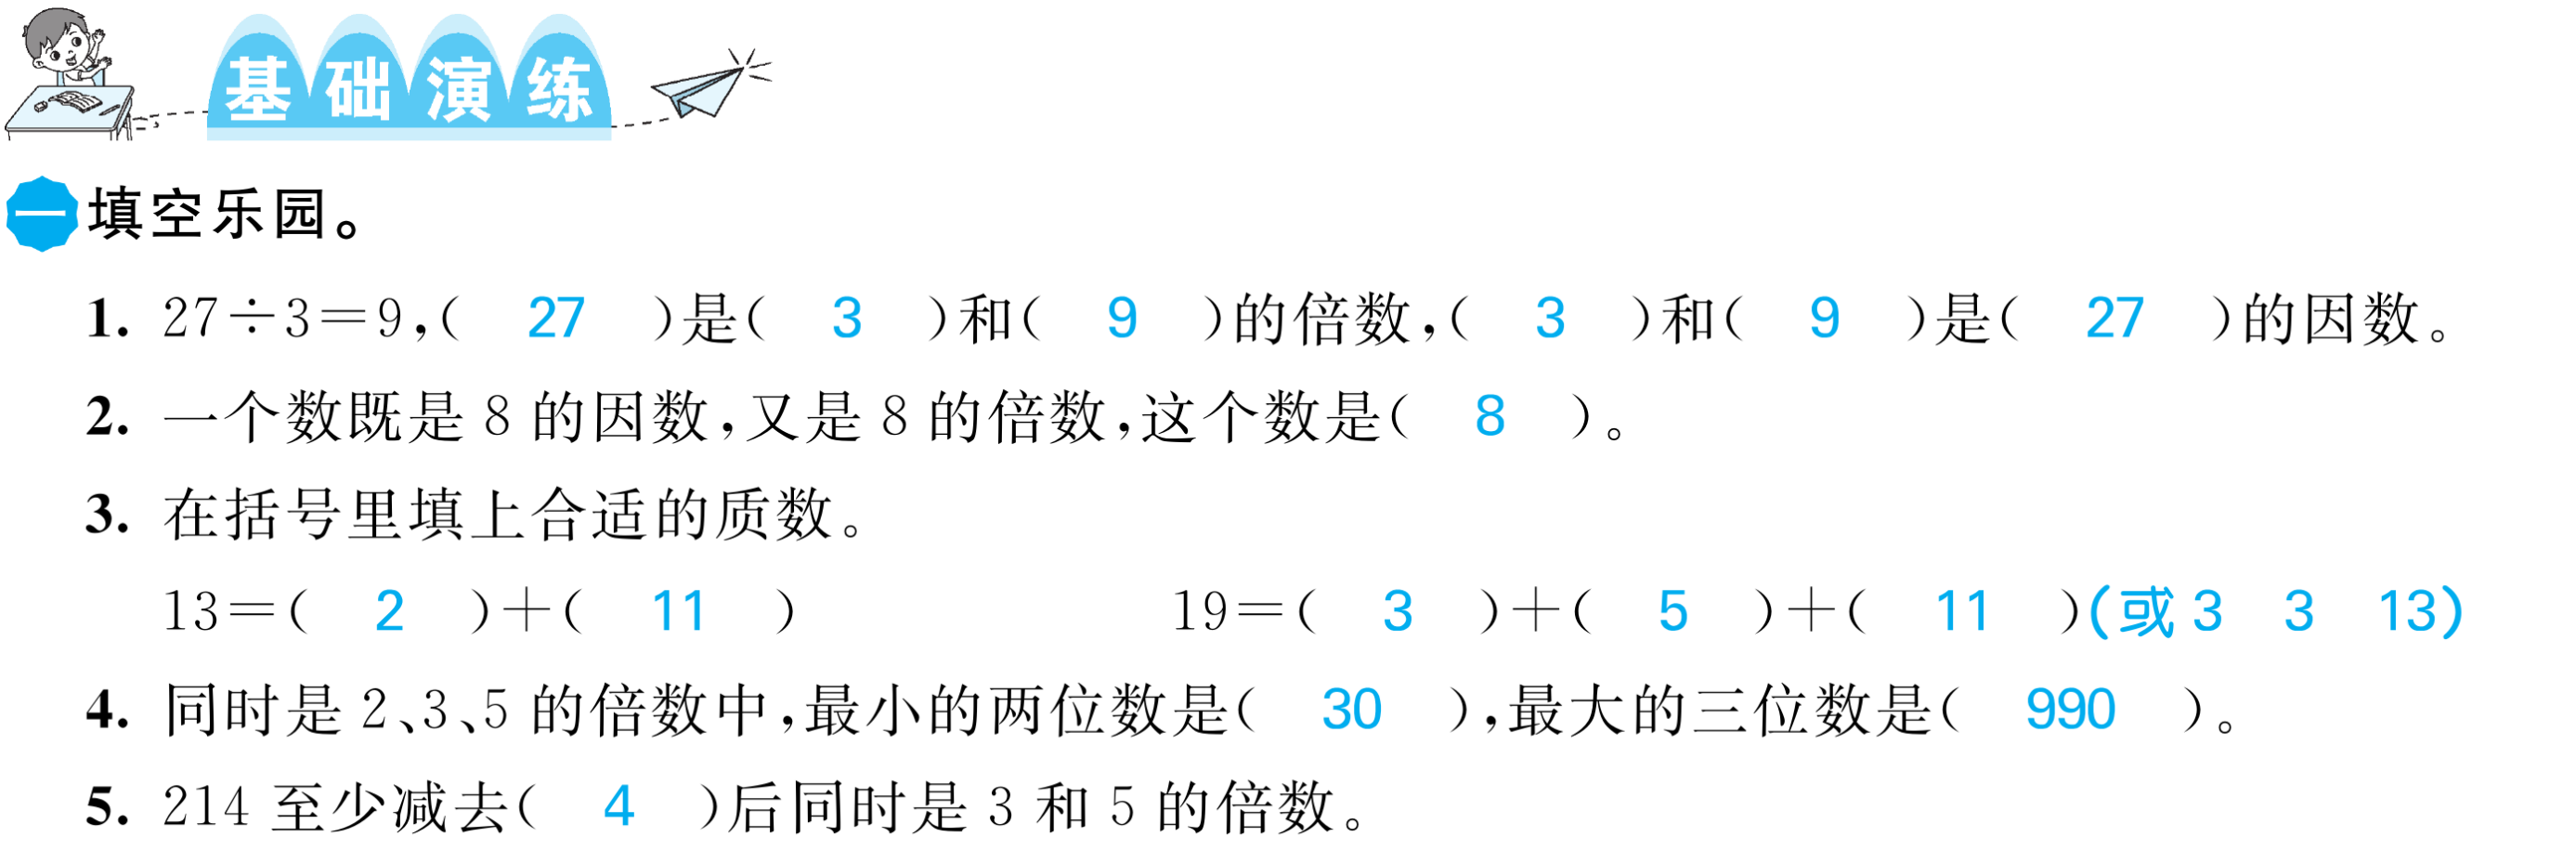 基础演练
一 填空乐园。
1. 27÷3=9,( 27 )是( 3 )和( 9 )的倍数,( 3 )和( 9 )是( 27 )的因数。
2. 一个数既是 8 的因数,又是 8 的倍数,这个数是( 8 )。
3. 在括号里填上合适的质数。
13=( 2 )+( 11 ) 19=( 3 )+( 5 )+( 11 )(或 3 3 13)
4. 同时是 2、3、5 的倍数中,最小的两位数是( 30 ),最大的三位数是( 990 )。
5. 214 至少减去( 4 )后同时是 3 和 5 的倍数。